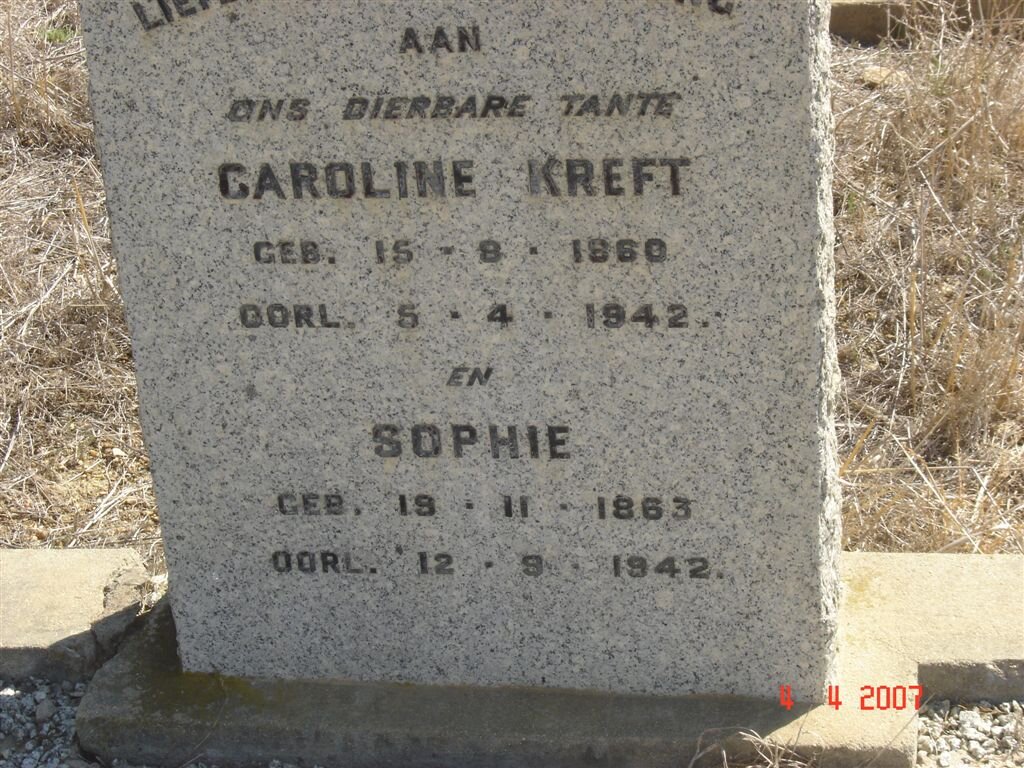 AAN
ONS DIERBARE TANTE
CAROLINE KREFT
GEB. 15 - 8 - 1860
OORL. 5 - 4 - 1942.
EN
SOPHIE
GEB. 19 - 11 - 1863
OORL. 12 - 9 - 1942.
4 4 2007